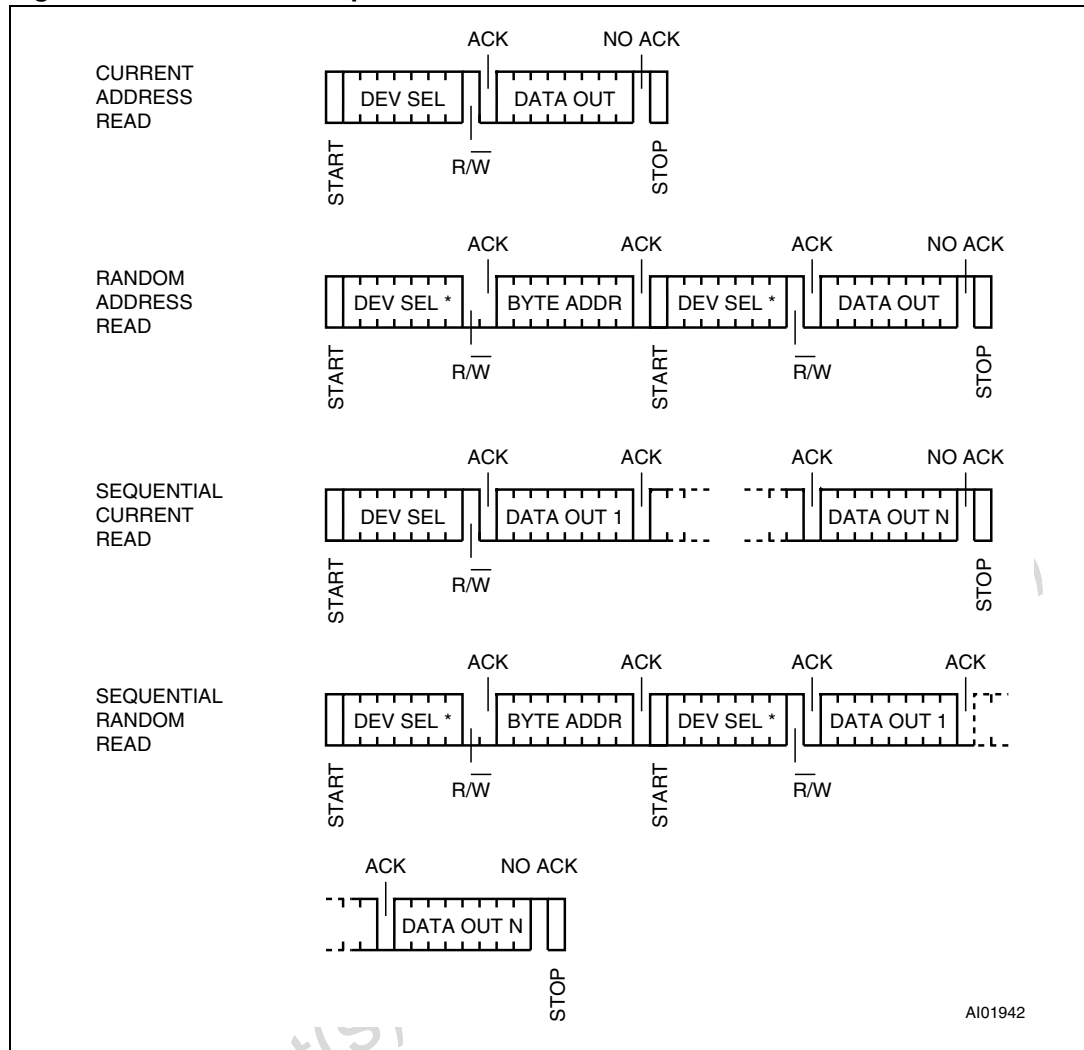 ACK NO ACK
CURRENT
ADDRESS
READ
DEV SEL DATA OUT
START R/W STOP
ACK ACK ACK NO ACK
RANDOM
ADDRESS
READ
DEV SEL * BYTE ADDR DEV SEL * DATA OUT
START R/W START R/W STOP
ACK ACK ACK NO ACK
SEQUENTIAL
CURRENT
READ
DEV SEL DATA OUT 1 DATA OUT N
START R/W STOP
ACK ACK ACK ACK
SEQUENTIAL
RANDOM
READ
DEV SEL * BYTE ADDR DEV SEL * DATA OUT 1
START R/W START R/W
ACK NO ACK
DATA OUT N
STOP
AI01942